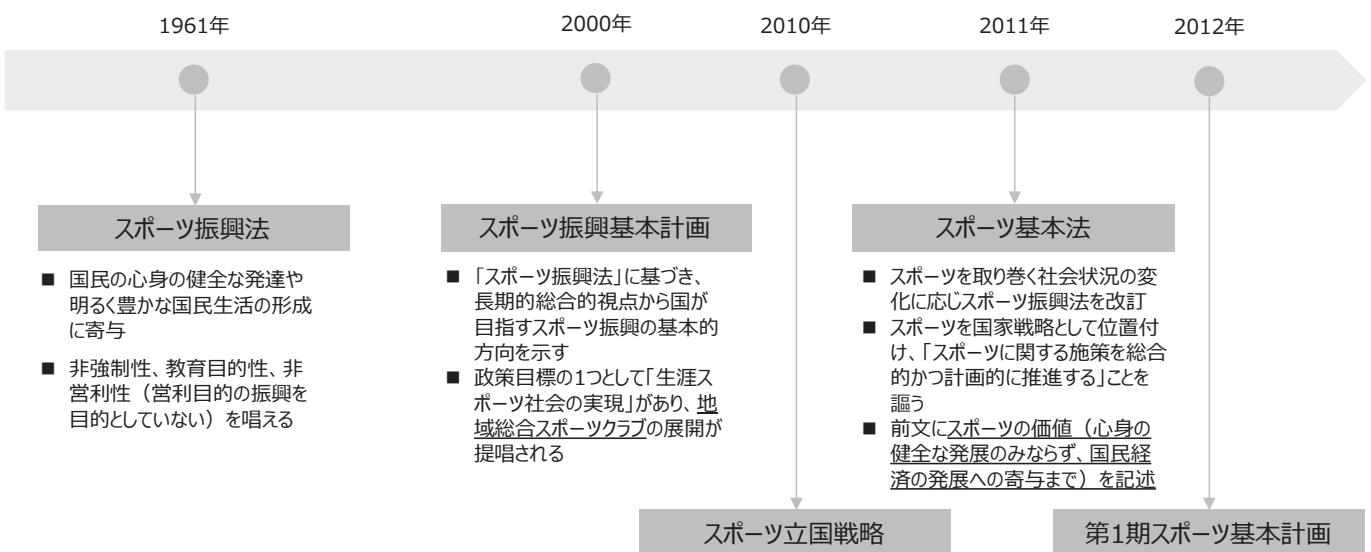 1961年
2000年
2010年
2011年
2012年
スポーツ振興法
■ 国民の心身の健全な発達や
明るく豊かな国民生活の形成
に寄与
■ 非強制性、教育目的性、非
営利性（営利目的の振興を
目的としていない）を唱える
スポーツ振興基本計画
■ 「スポーツ振興法」に基づき、
長期的総合的視点から国が
目指すスポーツ振興の基本的
方向を示す
■ 政策目標の1つとして「生涯ス
ポーツ社会の実現」があり、地
域総合スポーツクラブの展開が
提唱される
スポーツ基本法
■ スポーツを取り巻く社会状況の変
化に応じスポーツ振興法を改訂
■ スポーツを国家戦略として位置付
け、「スポーツに関する施策を総合
的かつ計画的に推進する」ことを
謳う
■ 前文にスポーツの価値（心身の
健全な発展のみならず、国民経
済の発展への寄与まで）を記述
スポーツ立国戦略
第1期スポーツ基本計画